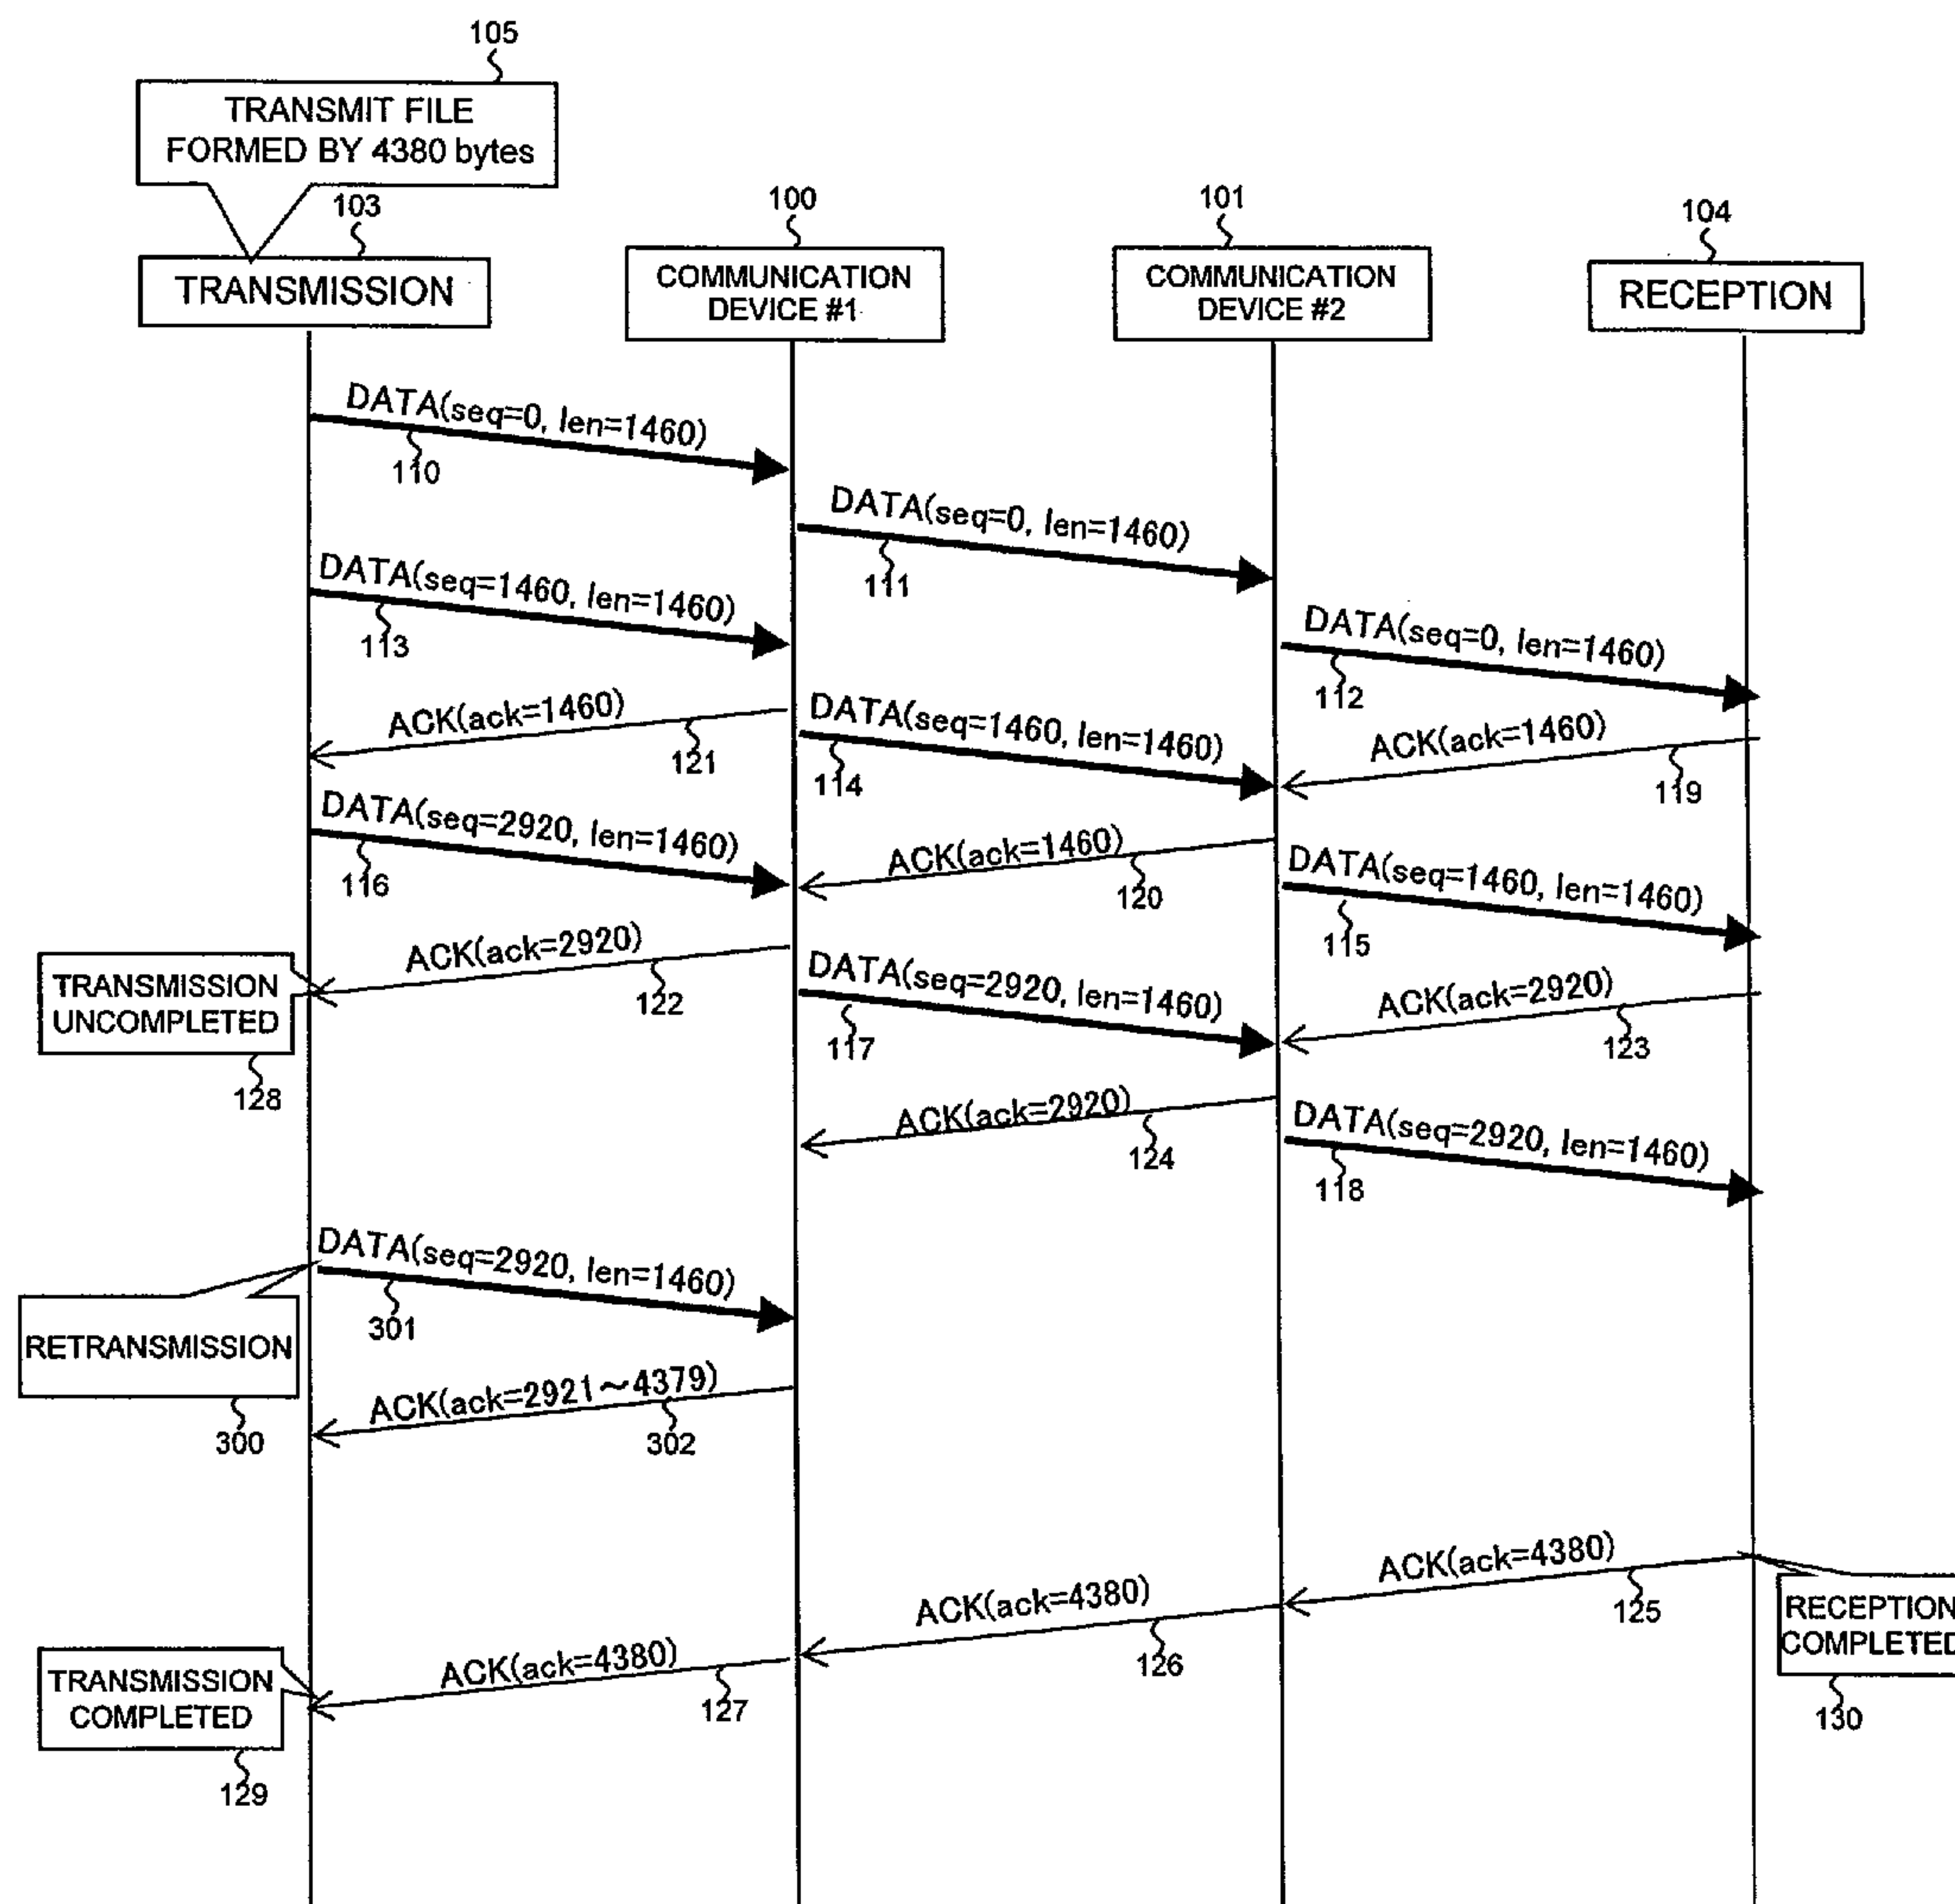 105
TRANSMIT FILE
FORMED BY 4380 bytes
103
100
101
104
TRANSMISSION
COMMUNICATION
DEVICE #1
COMMUNICATION
DEVICE #2
RECEPTION
DATA(seq=0, len=1460)
110
DATA(seq=0, len=1460)
111
DATA(seq=1460, len=1460)
113
DATA(seq=0, len=1460)
112
ACK(ack=1460)
121
DATA(seq=1460, len=1460)
114
ACK(ack=1460)
119
DATA(seq=2920, len=1460)
116
ACK(ack=1460)
120
DATA(seq=1460, len=1460)
115
ACK(ack=2920)
122
TRANSMISSION
UNCOMPLETED
128
DATA(seq=2920, len=1460)
117
ACK(ack=2920)
123
ACK(ack=2920)
124
DATA(seq=2920, len=1460)
118
DATA(seq=2920, len=1460)
301
RETRANSMISSION
300
ACK(ack=2921～4379)
302
ACK(ack=4380)
125
RECEPTION
COMPLETED
130
ACK(ack=4380)
126
ACK(ack=4380)
127
TRANSMISSION
COMPLETED
129